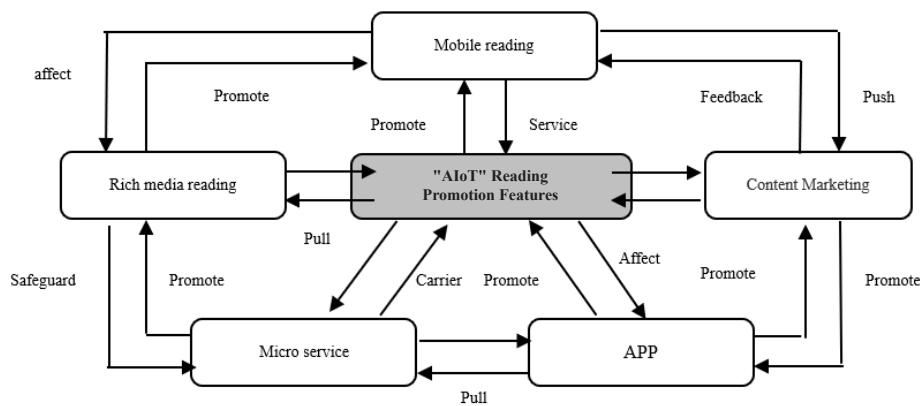 Mobile reading
affect
Promote
Feedback
Push
Promote
Service
Rich media reading
"AIoT" Reading
Promotion Features
Content Marketing
Pull
Safeguard
Promote
Carrier
Promote
Affect
Promote
Promote
Micro service
APP
Pull